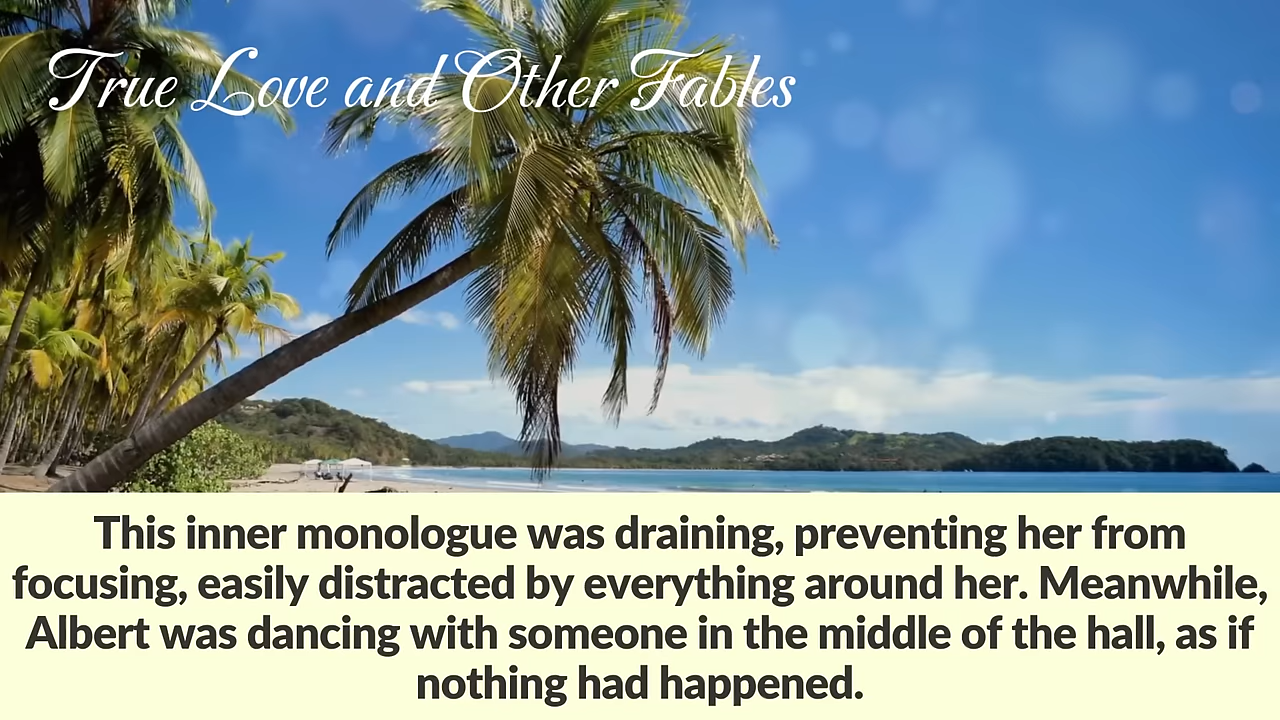 True Love and Other Fables
This inner monologue was draining, preventing her from
focusing, easily distracted by everything around her. Meanwhile,
Albert was dancing with someone in the middle of the hall, as if
nothing had happened.